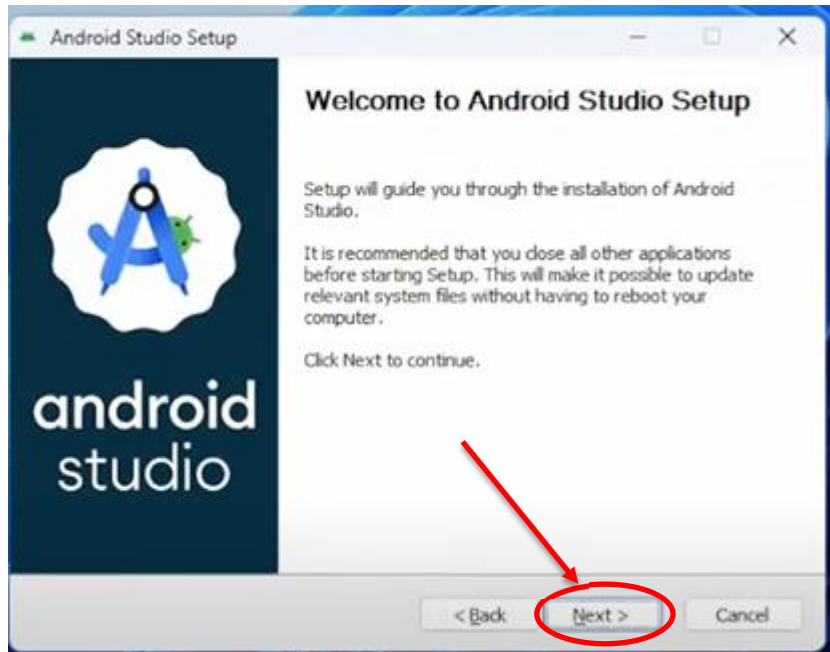 Android Studio Setup
Welcome to Android Studio Setup
Setup will guide you through the installation of Android
Studio.
It is recommended that you close all other applications
before starting Setup. This will make it possible to update
relevant system files without having to reboot your
computer.
Click Next to continue.
android
studio
< Back
Next >
Cancel